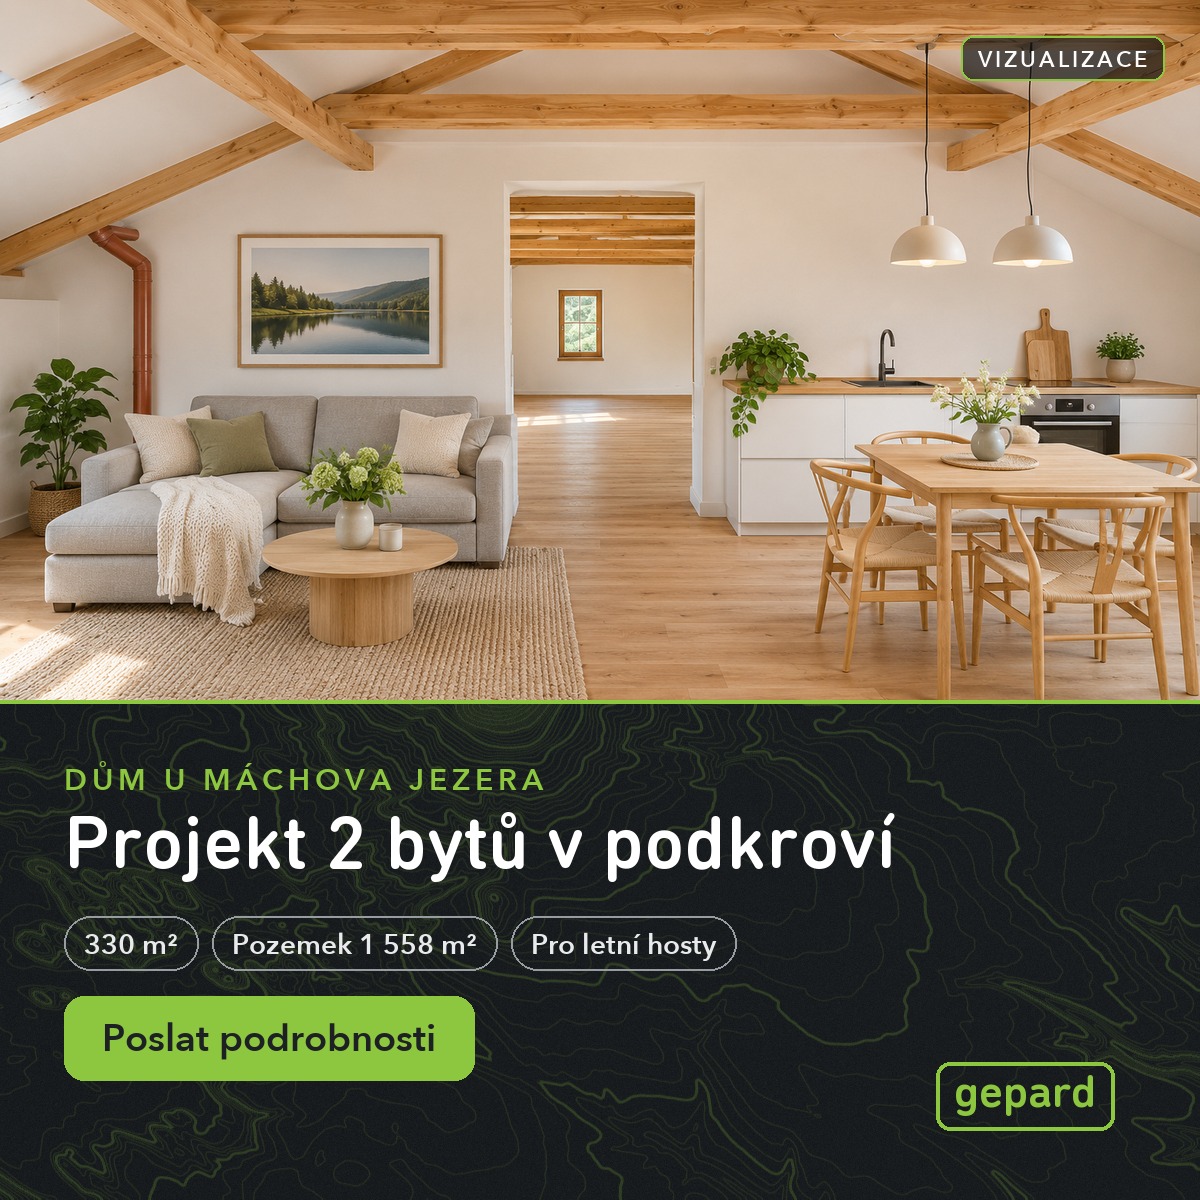 VIZUALIZACE
DŮM U MÁCHOVA JEZERA
Projekt 2 bytů v podkroví
330 m² Pozemek 1 558 m² Pro letní hosty
Poslat podrobnosti
gepard